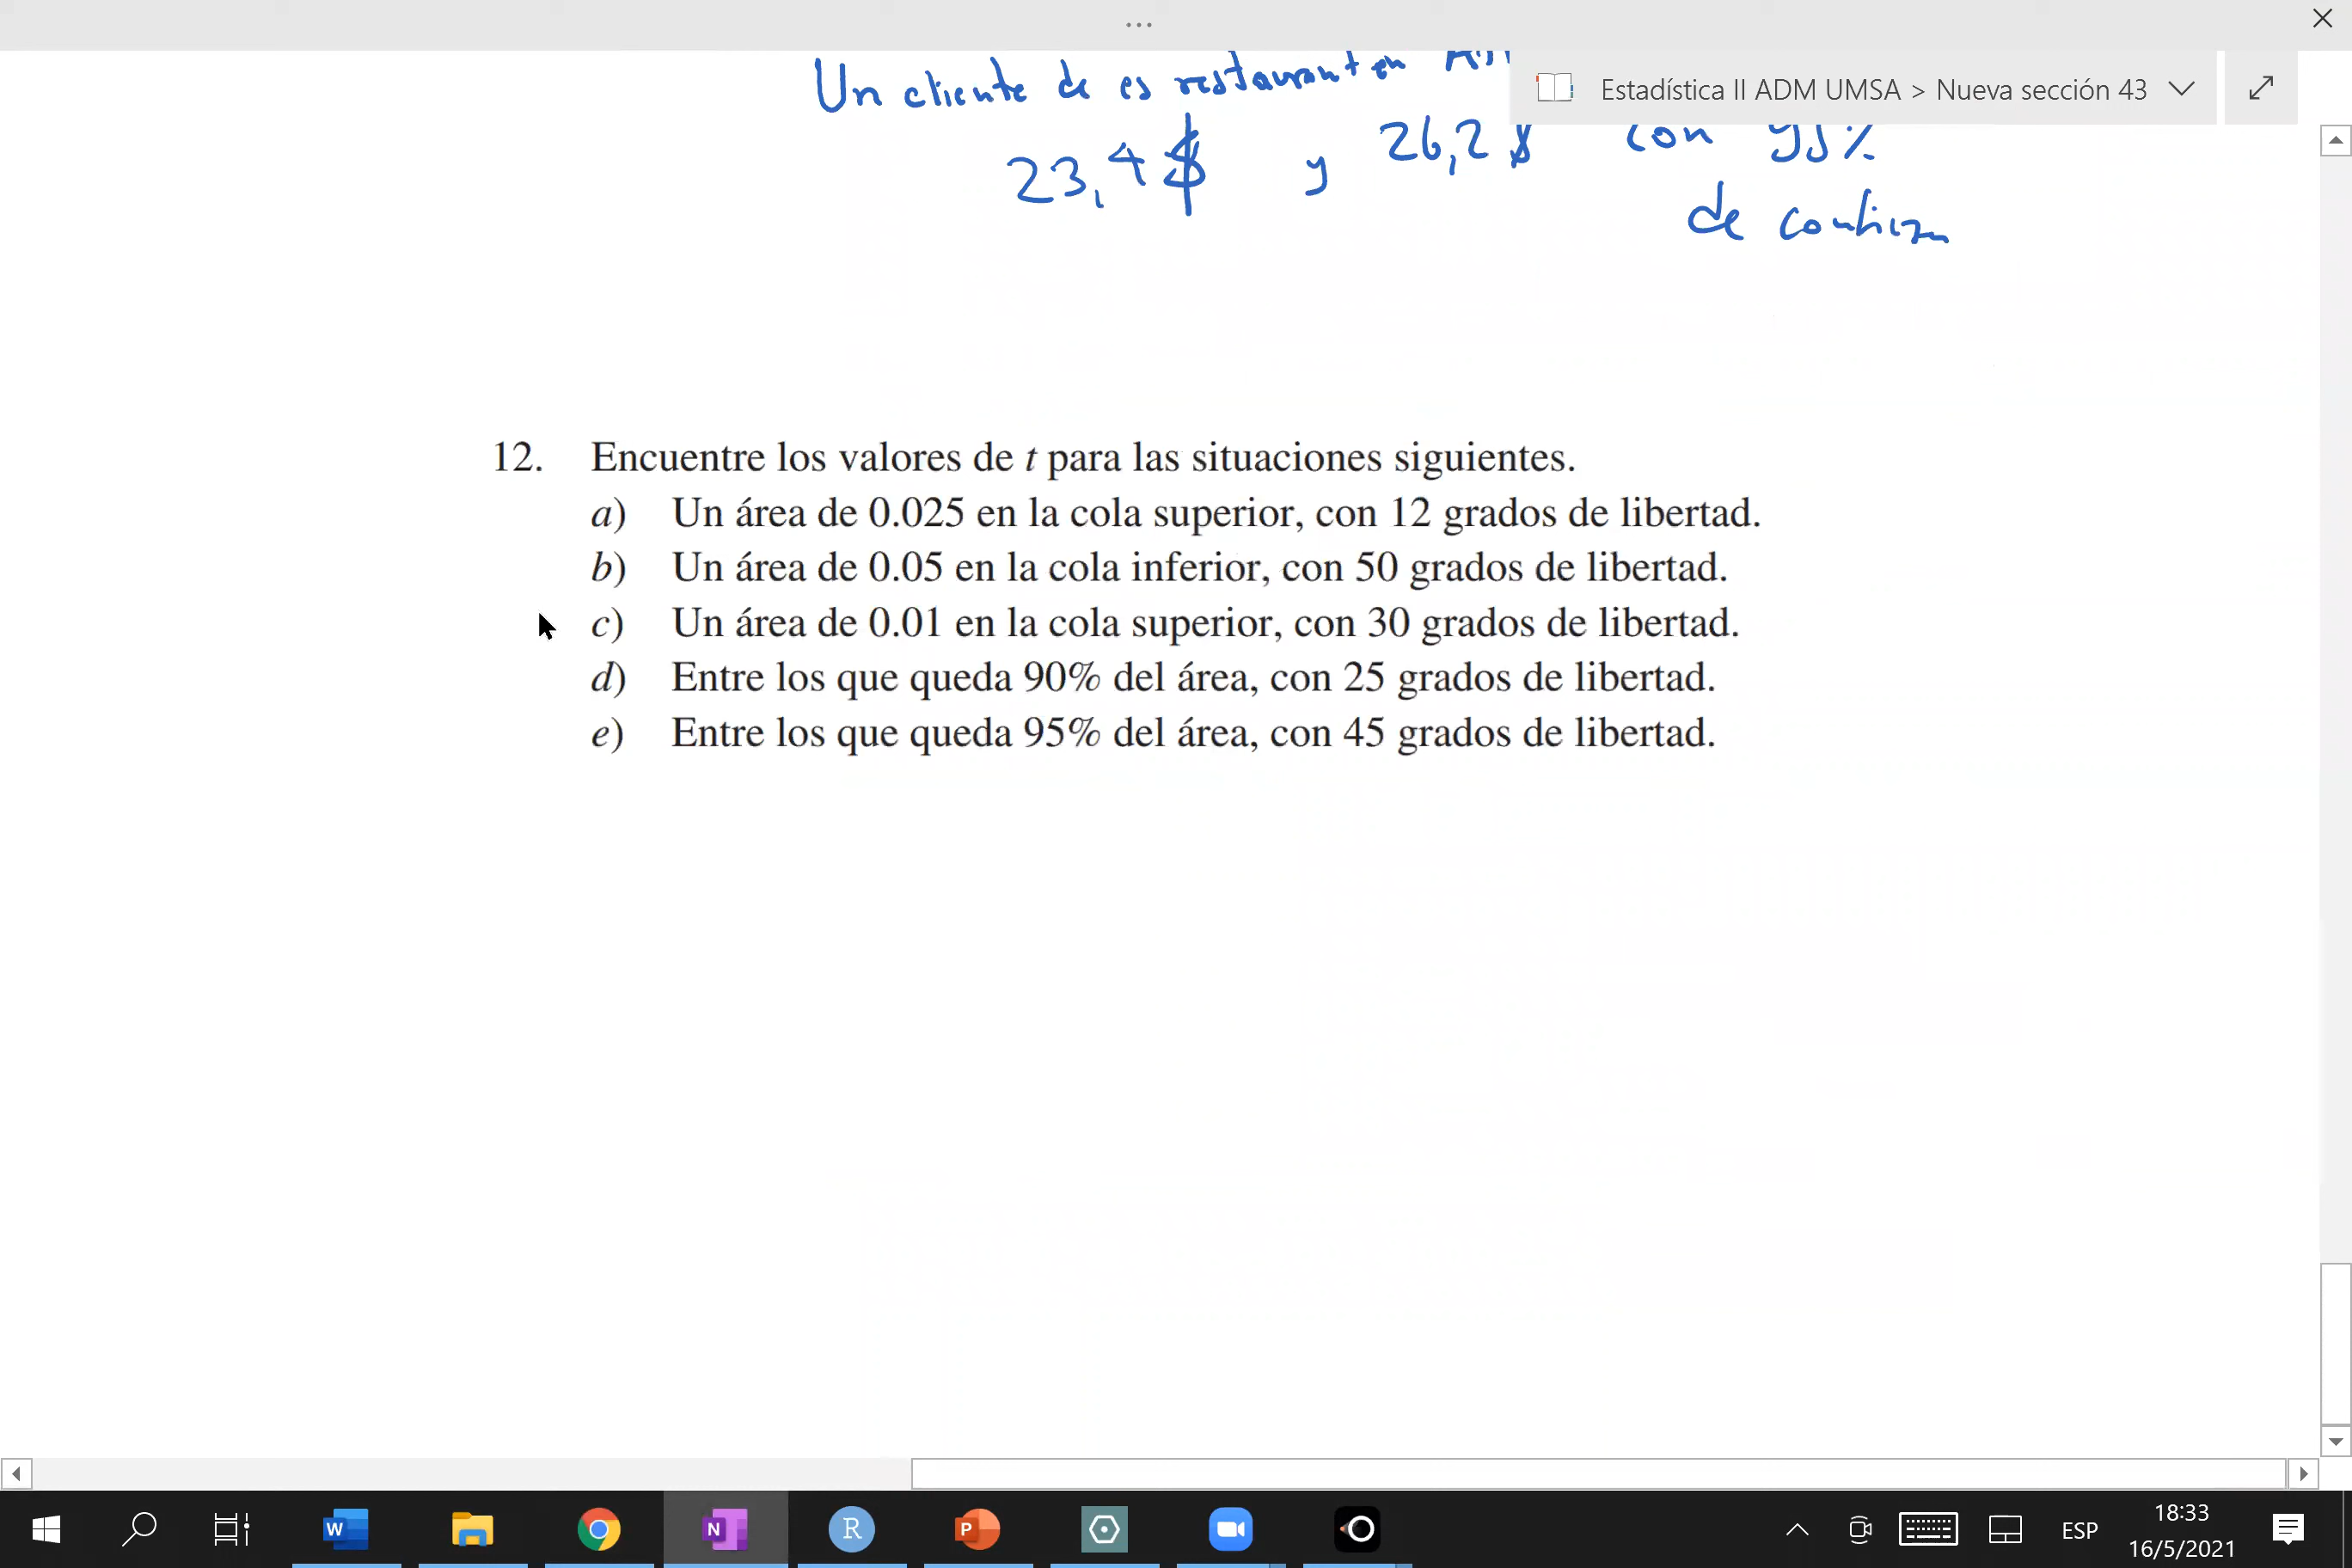 Un cliente de es restaurant en
Estadística II ADM UMSA > Nueva sección 43
23,4 $ y 26,2 $ con 95%
de confianza
12. Encuentre los valores de t para las situaciones siguientes.
a) Un área de 0.025 en la cola superior, con 12 grados de libertad.
b) Un área de 0.05 en la cola inferior, con 50 grados de libertad.
c) Un área de 0.01 en la cola superior, con 30 grados de libertad.
d) Entre los que queda 90% del área, con 25 grados de libertad.
e) Entre los que queda 95% del área, con 45 grados de libertad.
W
N
R
P
ESP
18:33
16/5/2021